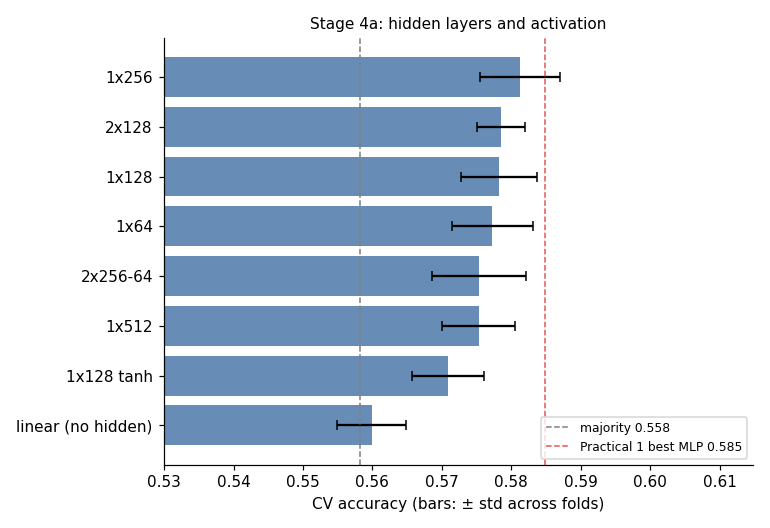 Stage 4a: hidden layers and activation
1x256
2x128
1x128
1x64
2x256-64
1x512
1x128 tanh
linear (no hidden)
majority 0.558
Practical 1 best MLP 0.585
0.53 0.54 0.55 0.56 0.57 0.58 0.59 0.60 0.61
CV accuracy (bars: ± std across folds)